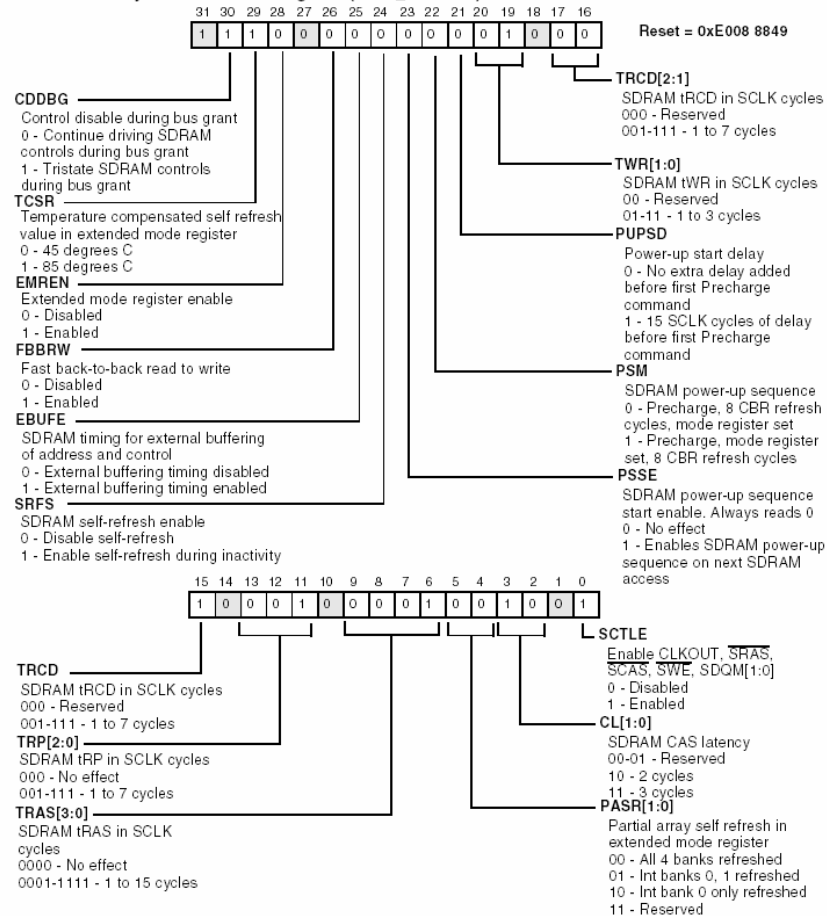 31 30 29 28 27 26 25 24 23 22 21 20 19 18 17 16
1 1 1 0 0 0 0 0 0 0 0 0 1 0 0 0
Reset = 0xE008 8849
CDDBG
Control disable during bus grant
0 - Continue driving SDRAM
controls during bus grant
1 - Tristate SDRAM controls
during bus grant
TCSR
Temperature compensated self refresh
value in extended mode register
0 - 45 degrees C
1 - 85 degrees C
EMREN
Extended mode register enable
0 - Disabled
1 - Enabled
FBBRW
Fast back-to-back read to write
0 - Disabled
1 - Enabled
EBUFE
SDRAM timing for external buffering
of address and control
0 - External buffering timing disabled
1 - External buffering timing enabled
SRFS
SDRAM self-refresh enable
0 - Disable self-refresh
1 - Enable self-refresh during inactivity
TRCD[2:1]
SDRAM tRCD in SCLK cycles
000 - Reserved
001-111 - 1 to 7 cycles
TWR[1:0]
SDRAM tWR in SCLK cycles
00 - Reserved
01-11 - 1 to 3 cycles
PUPSD
Power-up start delay
0 - No extra delay added
before first Precharge
command
1 - 15 SCLK cycles of delay
before first Precharge
command
PSM
SDRAM power-up sequence
0 - Precharge, 8 CBR refresh
cycles, mode register set
1 - Precharge, mode register
set, 8 CBR refresh cycles
PSSE
SDRAM power-up sequence
start enable. Always reads 0
0 - No effect
1 - Enables SDRAM power-up
sequence on next SDRAM
access
15 14 13 12 11 10 9 8 7 6 5 4 3 2 1 0
1 0 0 0 1 0 0 0 0 1 0 0 1 0 0 1
TRCD
SDRAM tRCD in SCLK cycles
000 - Reserved
001-111 - 1 to 7 cycles
TRP[2:0]
SDRAM tRP in SCLK cycles
000 - No effect
001-111 - 1 to 7 cycles
TRAS[3:0]
SDRAM tRAS in SCLK
cycles
0000 - No effect
0001-1111 - 1 to 15 cycles
SCTLE
Enable CLKOUT, SRAS,
SCAS, SWE, SDQM[1:0]
0 - Disabled
1 - Enabled
CL[1:0]
SDRAM CAS latency
00-01 - Reserved
10 - 2 cycles
11 - 3 cycles
PASR[1:0]
Partial array self refresh in
extended mode register
00 - All 4 banks refreshed
01 - Int banks 0, 1 refreshed
10 - Int bank 0 only refreshed
11 - Reserved